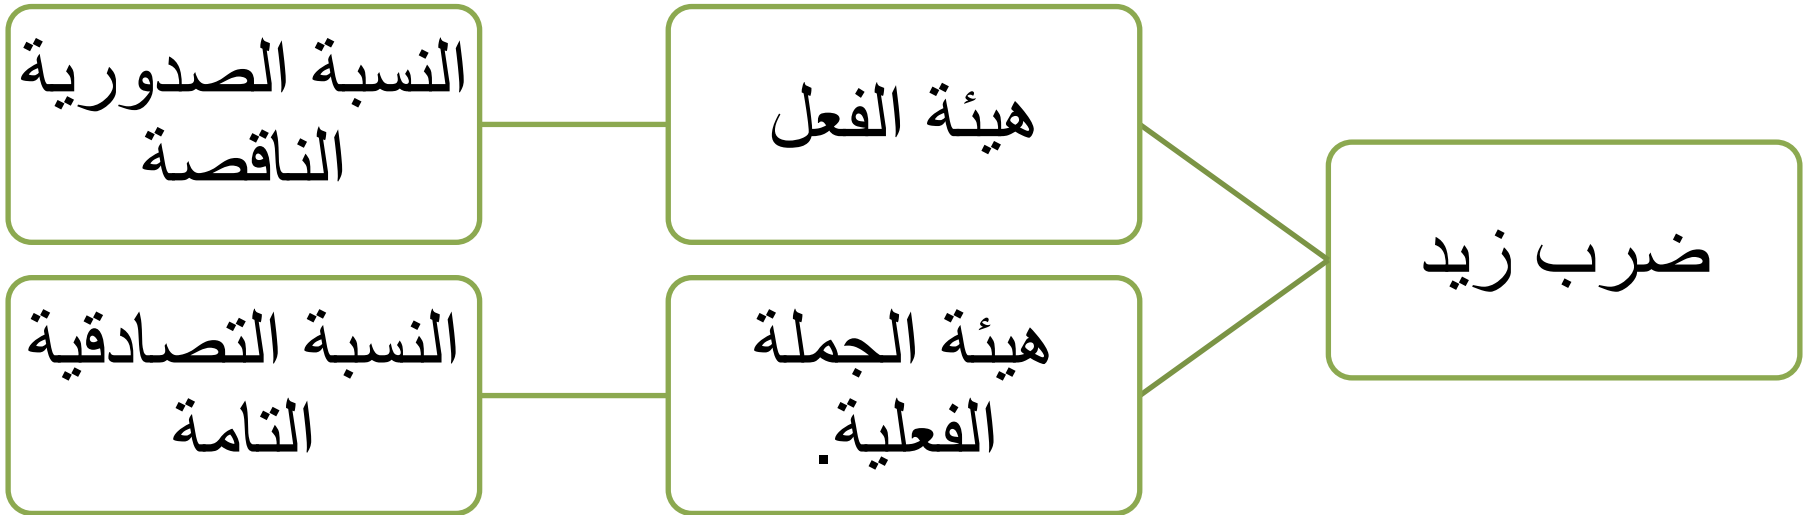 ضرب زيد
هيئة الفعل
النسبة الصدورية
الناقصة
هيئة الجملة
الفعلية.
النسبة التصادقية
التامة